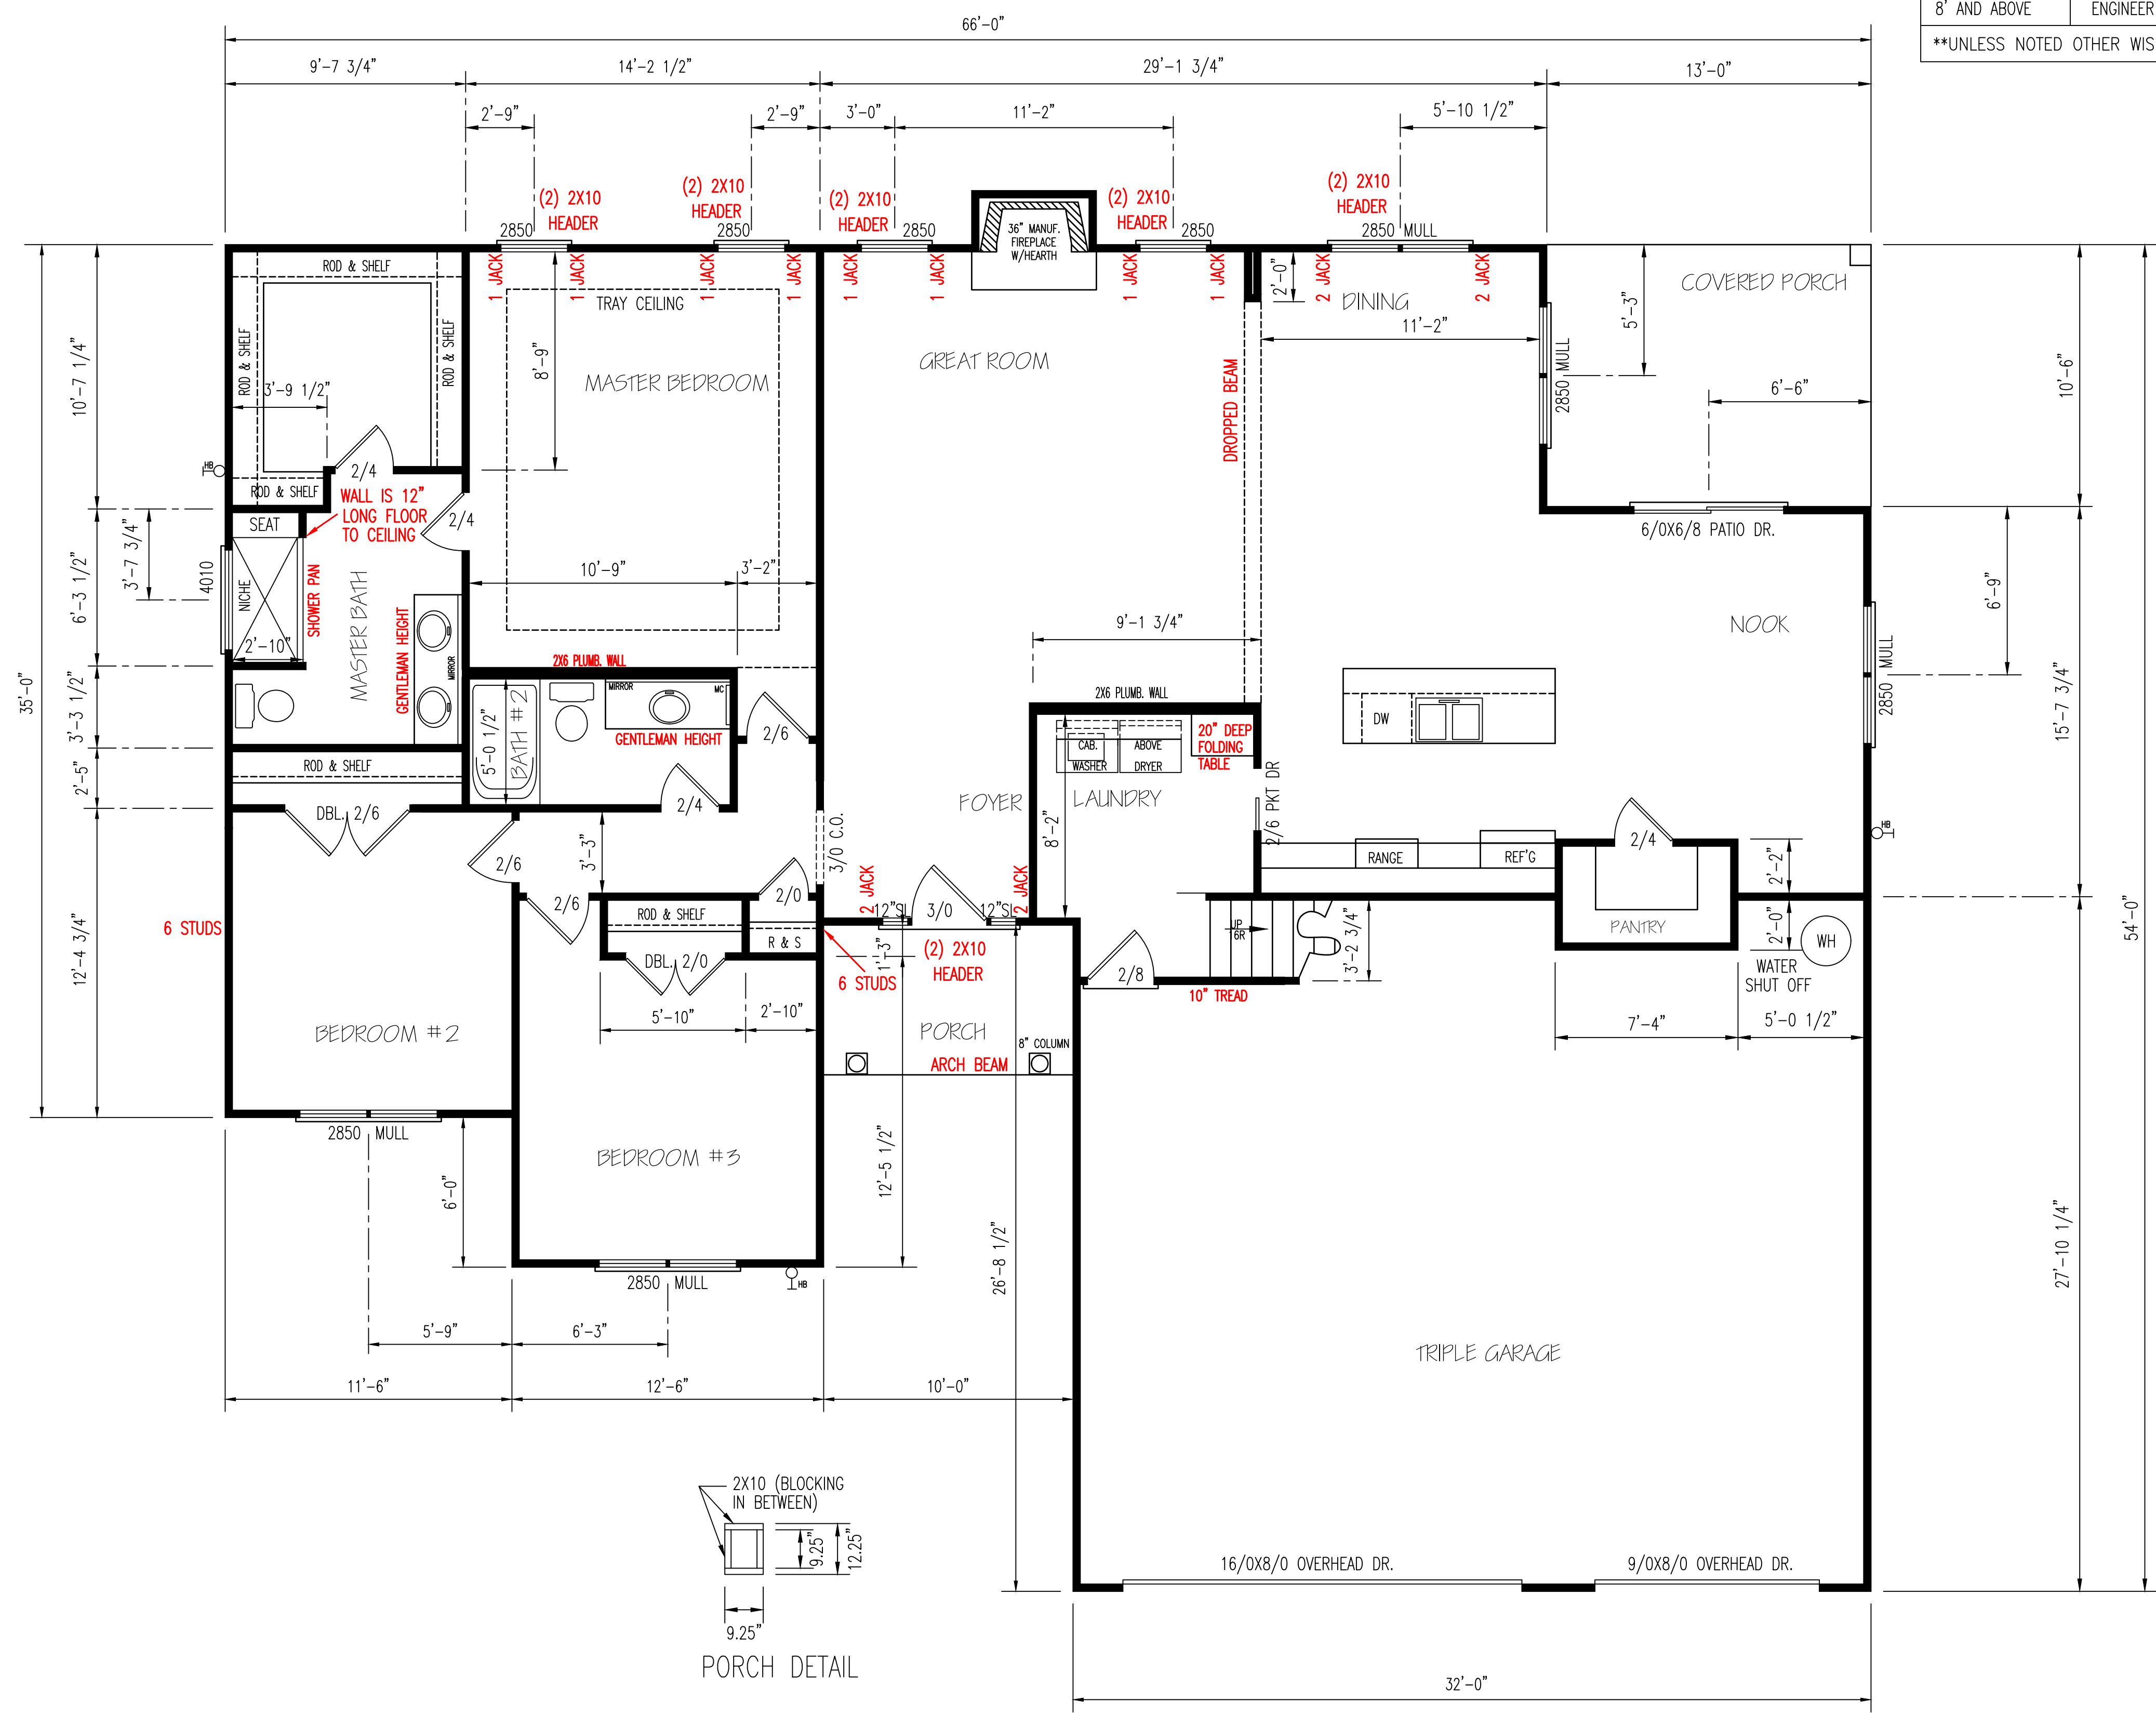 8' AND ABOVE ENGINEER
**UNLESS NOTED OTHER WIS
66'-0"
9'-7 3/4" 14'-2 1/2" 29'-1 3/4" 13'-0"
2'-9" 2'-9" 3'-0" 11'-2" 5'-10 1/2"
(2) 2X10
HEADER
(2) 2X10
HEADER
(2) 2X10
HEADER
(2) 2X10
HEADER
(2) 2X10
HEADER
2850
2850
2850
2850
2850 MULL
36" MANUF.
FIREPLACE
W/HEARTH
1 JACK
1 JACK
1 JACK
1 JACK
1 JACK
1 JACK
1 JACK
1 JACK
2 JACK
2 JACK
ROD & SHELF
ROD & SHELF
ROD & SHELF
ROD & SHELF
3'-9 1/2"
2/4
TRAY CEILING
8'-9"
MASTER BEDROOM
GREAT ROOM
DROPPED BEAM
2'-0"
DINING
11'-2"
COVERED PORCH
5'-3"
6'-6"
2850 MULL
6/0X6/8 PATIO DR.
10'-6"
35'-0"
10'-7 1/4"
6'-3 1/2"
3'-7 3/4"
3'-3 1/2"
2'-5"
12'-4 3/4"
HB
WALL IS 12"
LONG FLOOR
TO CEILING
SEAT
4010
NICHE
2'-10"
SHOWER PAN
MASTER BATH
GENTLEMAN HEIGHT
MIRROR
2/4
10'-9" 3'-2"
2X6 PLUMB. WALL
MIRROR
MC
5'-0 1/2"
BATH #2
GENTLEMAN HEIGHT
2/6
2/4
ROD & SHELF
DBL. 2/6
2/6
3'-3"
2/6
2/0
3/0 C.O.
ROD & SHELF
R & S
DBL. 2/0
5'-10" 2'-10"
6 STUDS
BEDROOM #2
2850 MULL
6'-0"
BEDROOM #3
2850 MULL
HB
5'-9" 6'-3"
11'-6" 12'-6" 10'-0"
9'-1 3/4"
2X6 PLUMB. WALL
CAB.
WASHER
ABOVE
DRYER
20" DEEP
FOLDING
TABLE
FOYER
LAUNDRY
8'-2"
2/6 PKT DR
2 JACK
2 JACK
12"SL 3/0 12"SL
(2) 2X10
HEADER
6 STUDS
1'-3"
PORCH
8" COLUMN
ARCH BEAM
12'-5 1/2"
26'-8 1/2"
2/8
UP
16R
10" TREAD
3'-2 3/4"
NOOK
DW
RANGE
REF'G
2/4
PANTRY
2'-2"
2'-0"
WH
WATER
SHUT OFF
7'-4" 5'-0 1/2"
6'-9"
2850 MULL
HB
15'-7 3/4"
54'-0"
27'-10 1/4"
TRIPLE GARAGE
16/0X8/0 OVERHEAD DR.
9/0X8/0 OVERHEAD DR.
32'-0"
2X10 (BLOCKING
IN BETWEEN)
9.25"
12.25"
9.25"
PORCH DETAIL